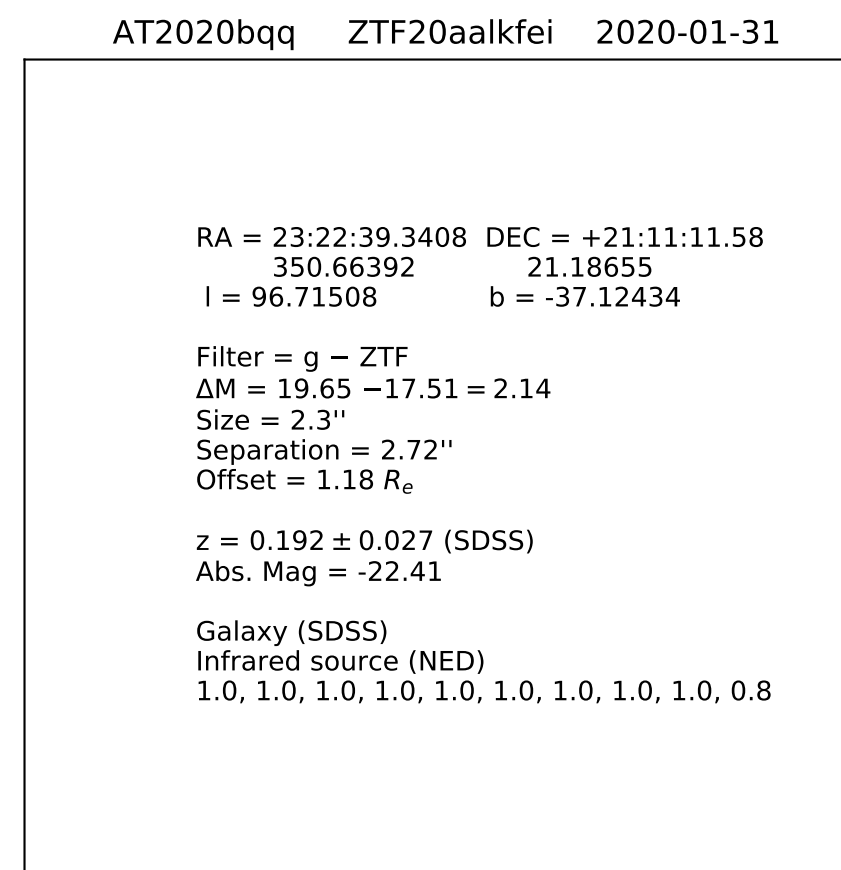 AT2020bqq ZTF20aalkfei 2020-01-31
RA = 23:22:39.3408 DEC = +21:11:11.58
350.66392 21.18655
l = 96.71508 b = -37.12434
Filter = g − ZTF
ΔM = 19.65 −17.51 = 2.14
Size = 2.3''
Separation = 2.72''
Offset = 1.18 Rₑ
z = 0.192 ± 0.027 (SDSS)
Abs. Mag = -22.41
Galaxy (SDSS)
Infrared source (NED)
1.0, 1.0, 1.0, 1.0, 1.0, 1.0, 1.0, 1.0, 1.0, 0.8